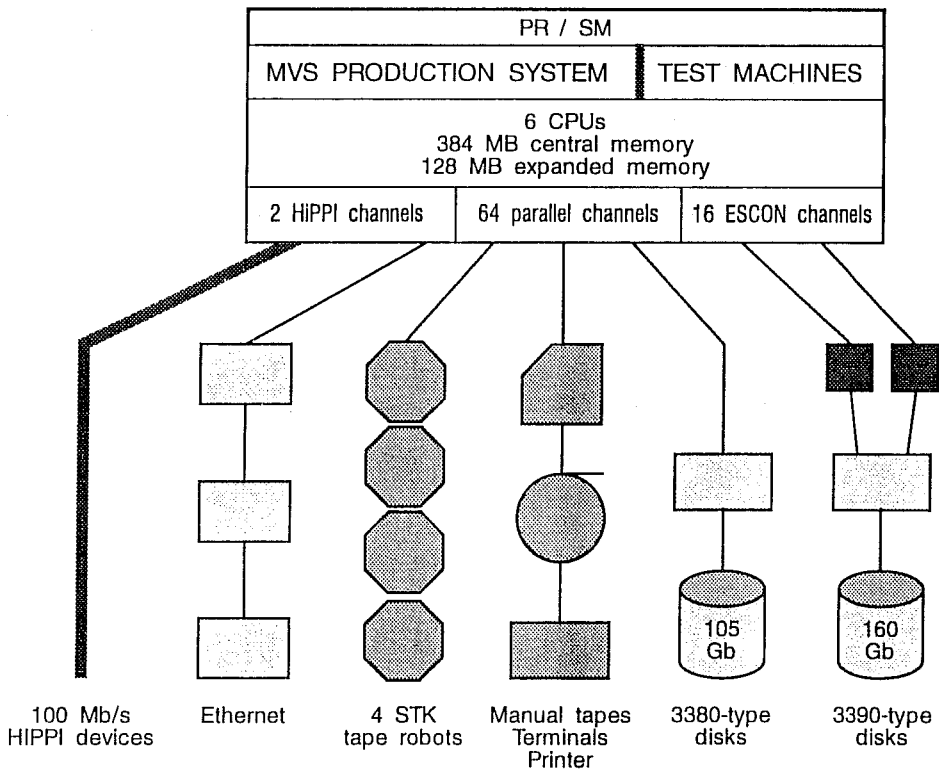 PR / SM
MVS PRODUCTION SYSTEM
TEST MACHINES
6 CPUs
384 MB central memory
128 MB expanded memory
2 HiPPI channels
64 parallel channels
16 ESCON channels
105
Gb
160
Gb
100 Mb/s
HIPPI devices
Ethernet
4 STK
tape robots
Manual tapes
Terminals
Printer
3380-type
disks
3390-type
disks